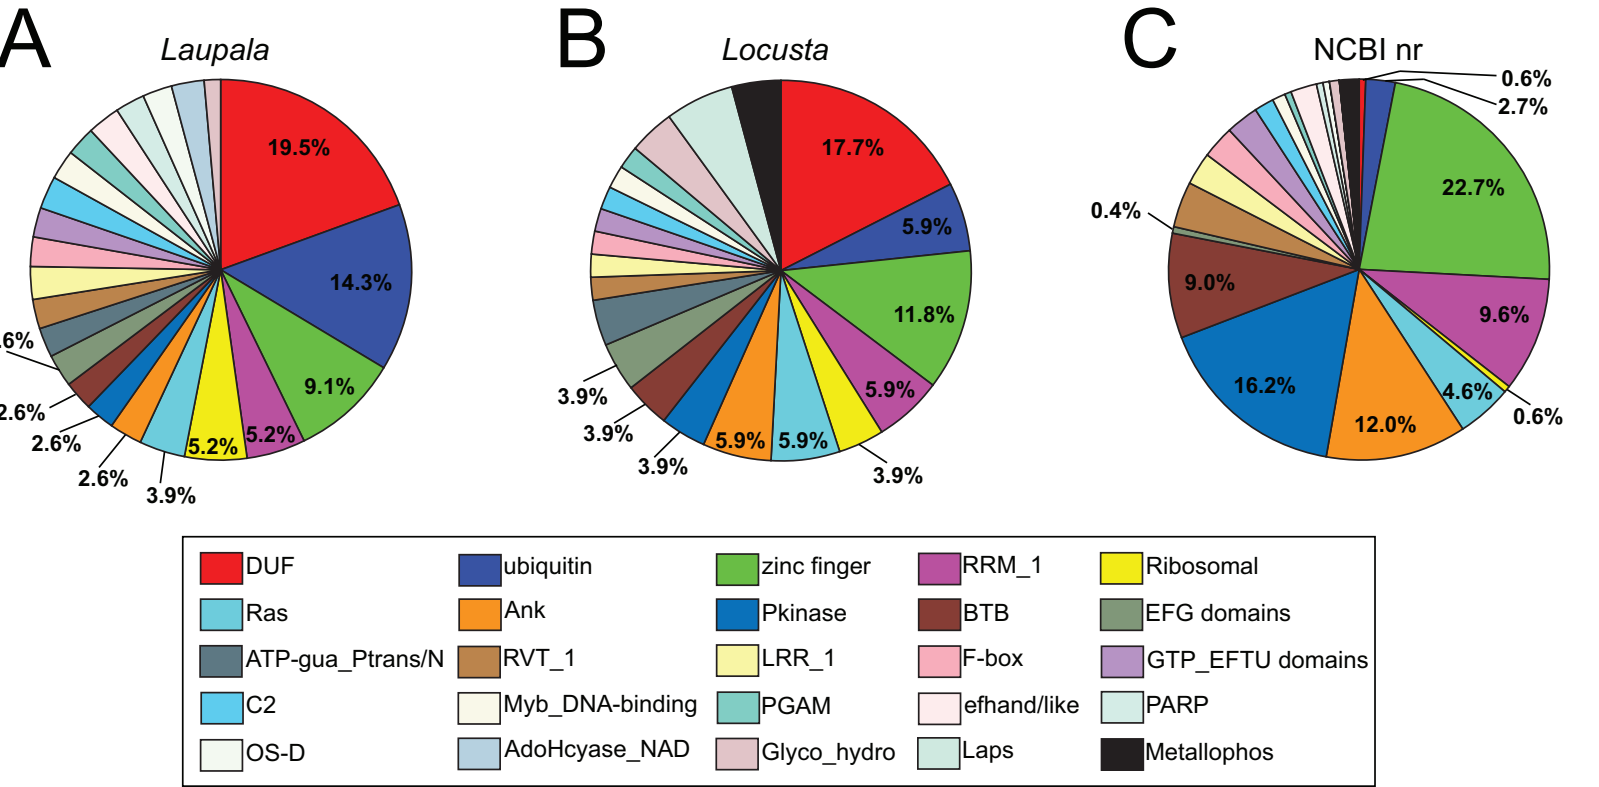 A
B
C
Laupala
Locusta
NCBI nr
19.5%
14.3%
9.1%
5.2%
5.2%
3.9%
2.6%
2.6%
2.6%
.6%
17.7%
5.9%
11.8%
5.9%
3.9%
5.9%
5.9%
3.9%
3.9%
3.9%
0.6%
2.7%
22.7%
9.6%
0.6%
4.6%
12.0%
16.2%
9.0%
0.4%
DUF ubiquitin zinc finger RRM_1 Ribosomal
Ras Ank Pkinase BTB EFG domains
ATP-gua_Ptrans/N RVT_1 LRR_1 F-box GTP_EFTU domains
C2 Myb_DNA-binding PGAM efhand/like PARP
OS-D AdoHcyase_NAD Glyco_hydro Laps Metallophos